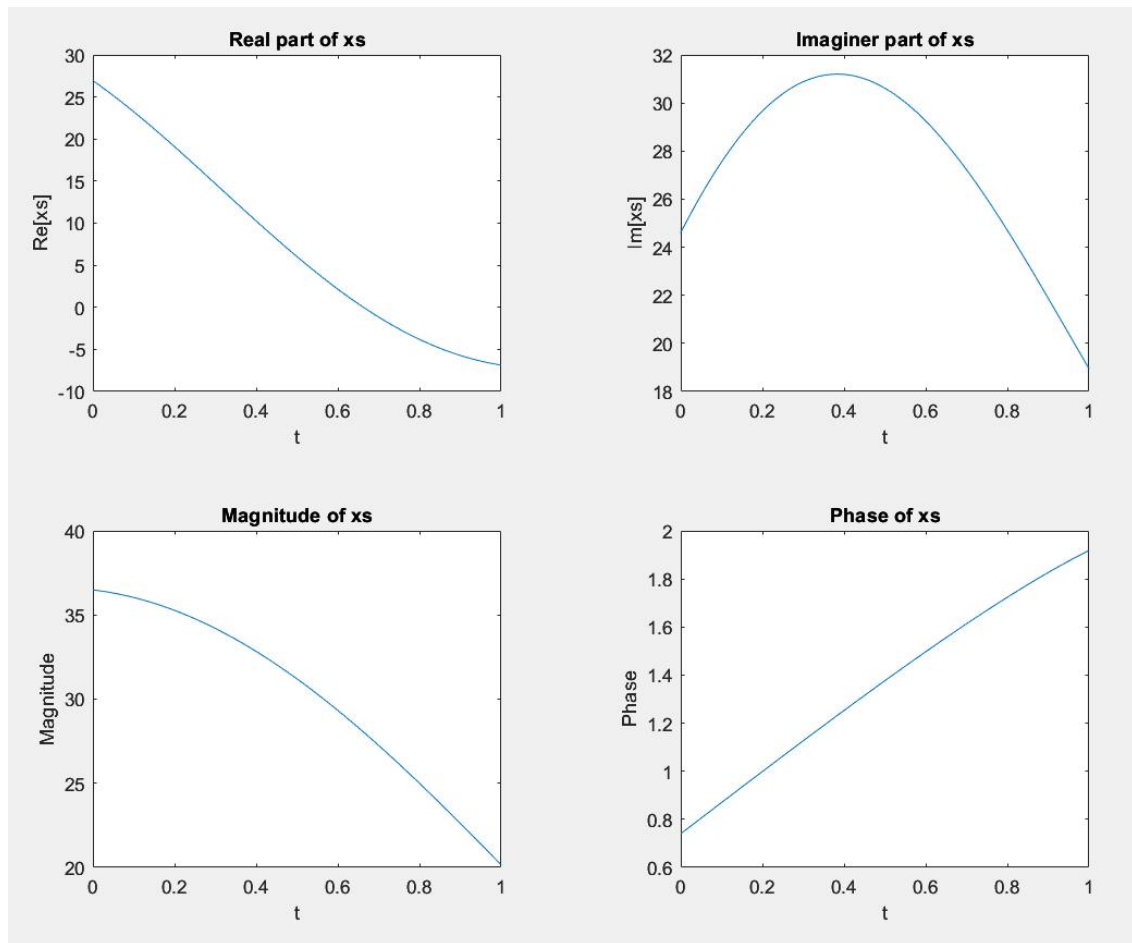 Real part of xs
30
25
20
15
10
5
0
-5
-10
Re[xs]
0 0.2 0.4 0.6 0.8 1
t
Imaginer part of xs
32
30
28
26
24
22
20
18
Im[xs]
0 0.2 0.4 0.6 0.8 1
t
Magnitude of xs
40
35
30
25
20
Magnitude
0 0.2 0.4 0.6 0.8 1
t
Phase of xs
2
1.8
1.6
1.4
1.2
1
0.8
0.6
Phase
0 0.2 0.4 0.6 0.8 1
t